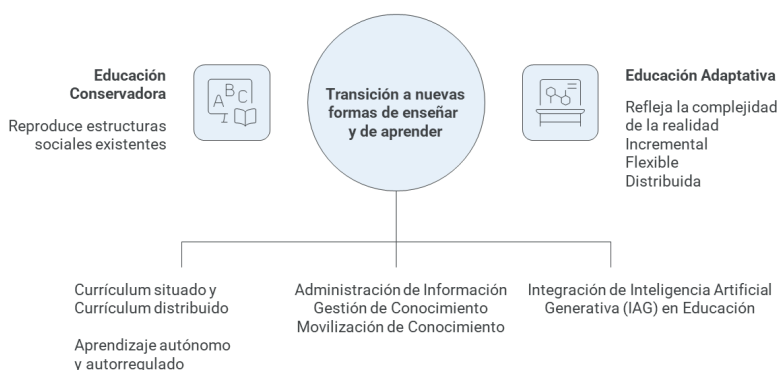 Educación
Conservadora
Reproduce estructuras
sociales existentes
A B C
Transición a nuevas
formas de enseñar
y de aprender
Educación Adaptativa
Refleja la complejidad
de la realidad
Incremental
Flexible
Distribuida
Currículum situado y
Currículum distribuido
Aprendizaje autónomo
y autorregulado
Administración de Información
Gestión de Conocimiento
Movilización de Conocimiento
Integración de Inteligencia Artificial
Generativa (IAG) en Educación